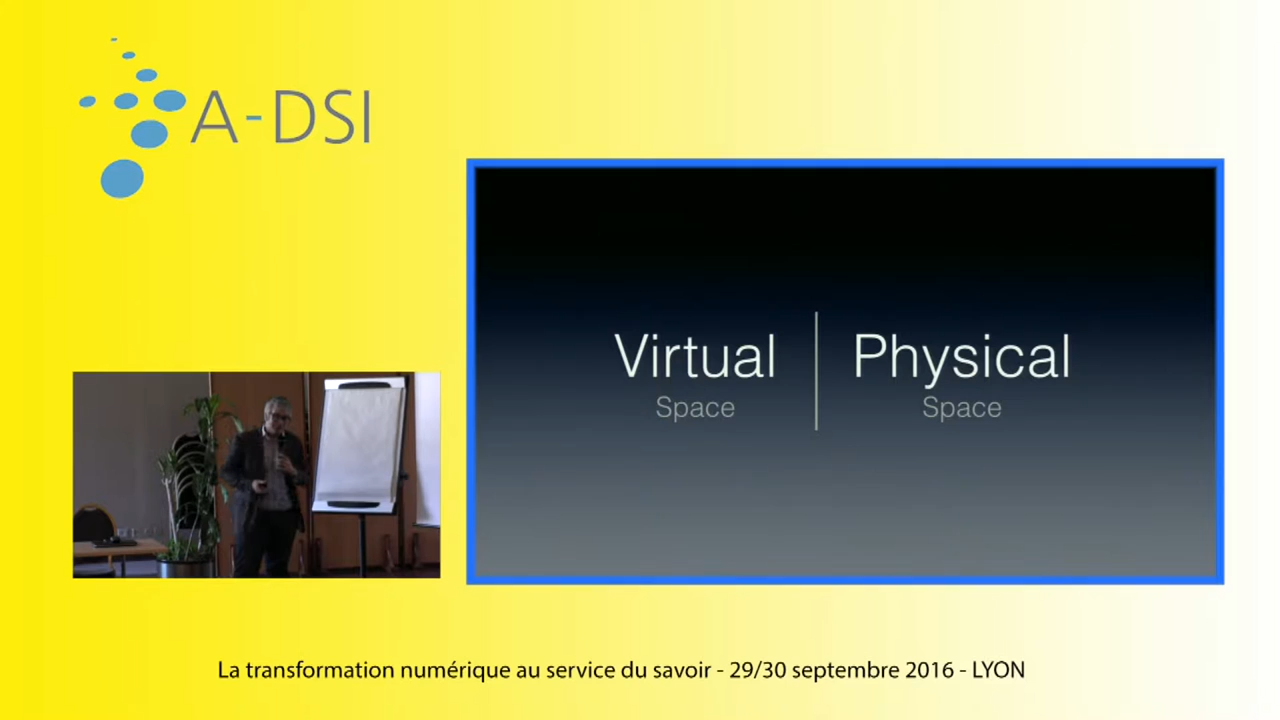 A-DSI
Virtual
Space
Physical
Space
La transformation numérique au service du savoir - 29/30 septembre 2016 - LYON